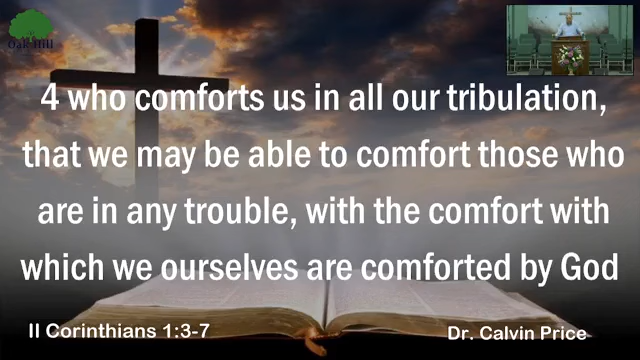 Oak Hill
4 who comforts us in all our tribulation,
that we may be able to comfort those who
are in any trouble, with the comfort with
which we ourselves are comforted by God
II Corinthians 1:3-7
Dr. Calvin Price